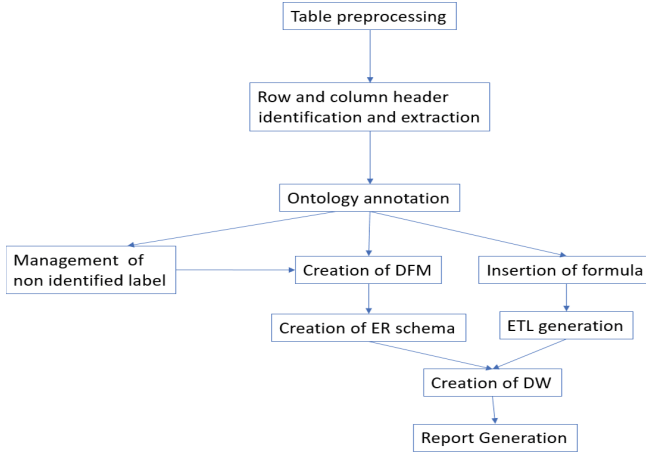 Table preprocessing
Row and column header
identification and extraction
Ontology annotation
Management of
non identified label
Creation of DFM
Insertion of formula
Creation of ER schema
ETL generation
Creation of DW
Report Generation